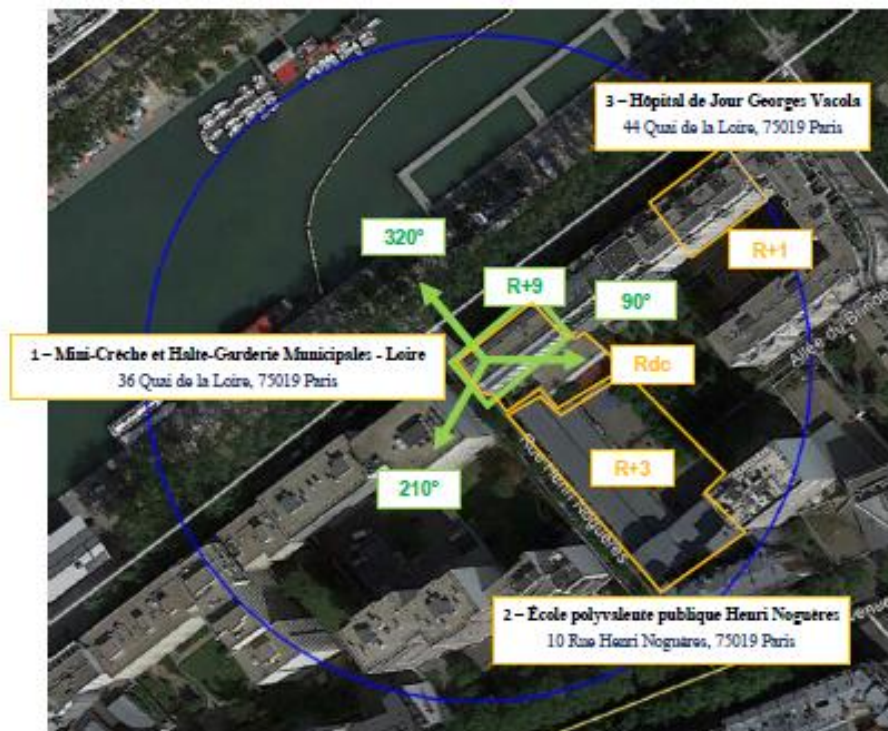 3 – Hôpital de Jour Georges Vacola
44 Quai de la Loire, 75019 Paris
320°
R+1
R+9
90°
1 – Mini-Crèche et Halte-Garderie Municipales - Loire
36 Quai de la Loire, 75019 Paris
Rdc
Allée du
R+3
210°
Rue Henri Noguères
2 – École polyvalente publique Henri Noguères
10 Rue Henri Noguères, 75019 Paris